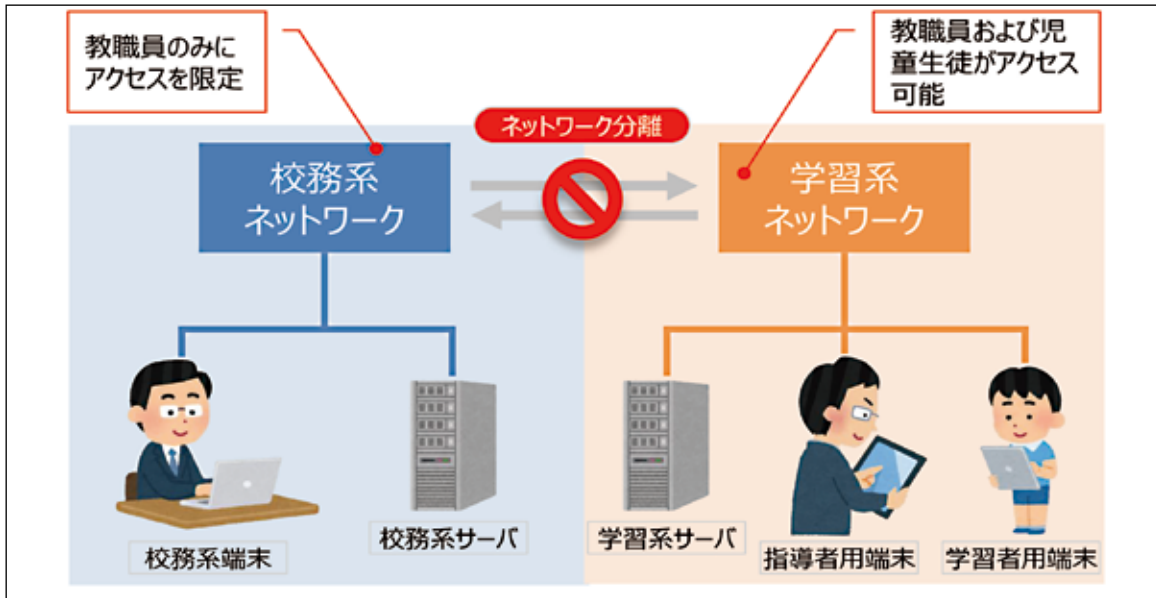 教職員のみに
アクセスを限定
教職員および児
童生徒がアクセス
可能
ネットワーク分離
校務系
ネットワーク
学習系
ネットワーク
校務系端末
校務系サーバ
学習系サーバ
指導者用端末
学習者用端末